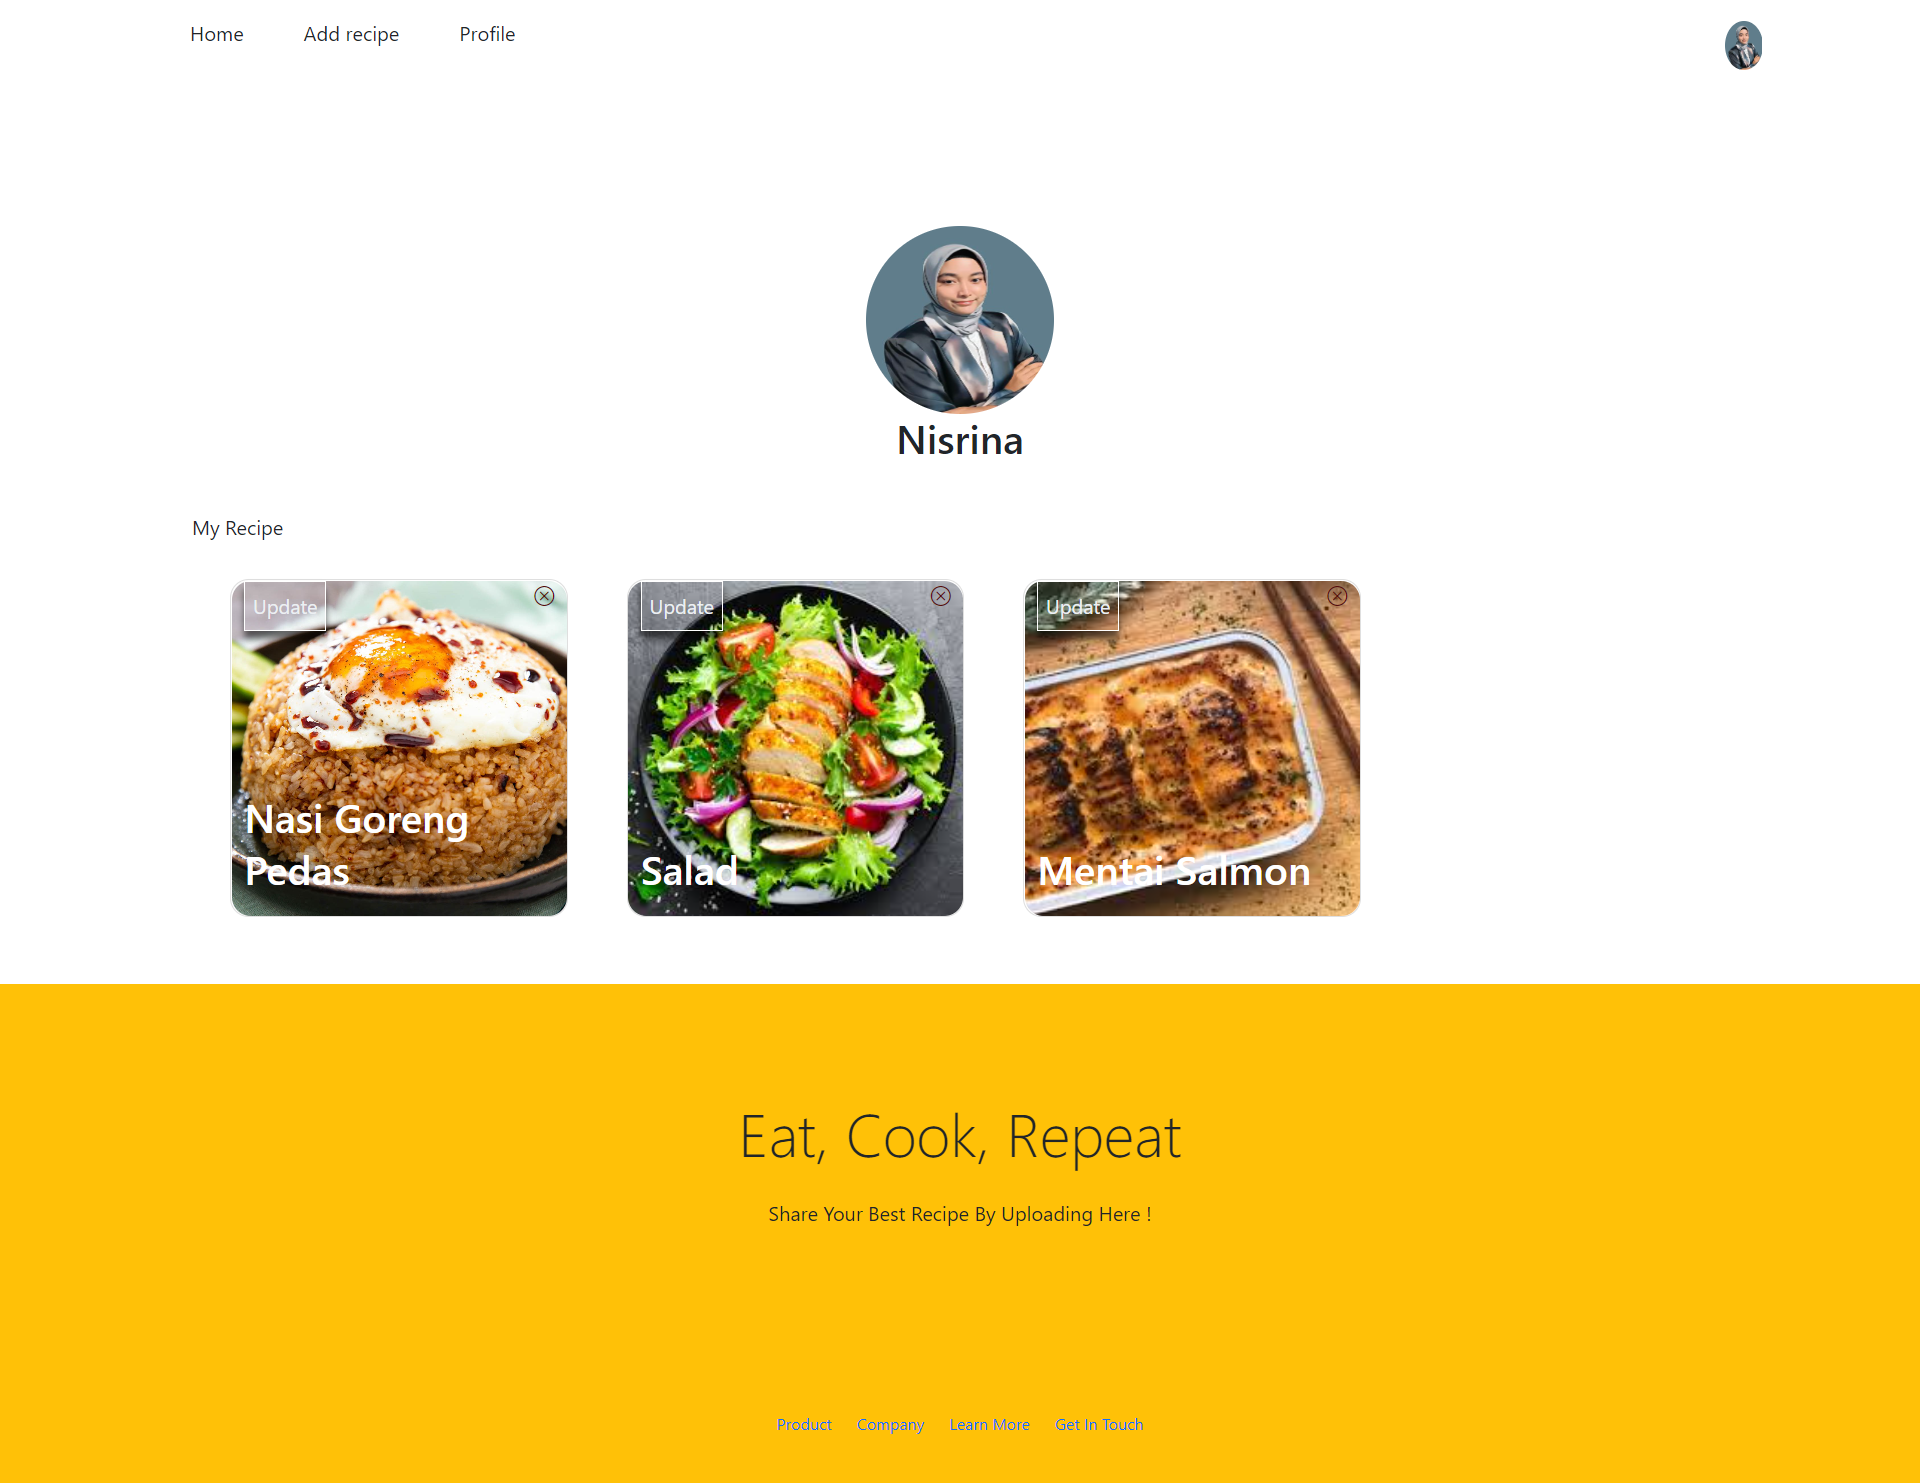 Home Add recipe Profile
Nisrina
My Recipe
Update
Nasi Goreng
Pedas
Update
Salad
Update
Mentai Salmon
Eat, Cook, Repeat
Share Your Best Recipe By Uploading Here !
Product Company Learn More Get In Touch